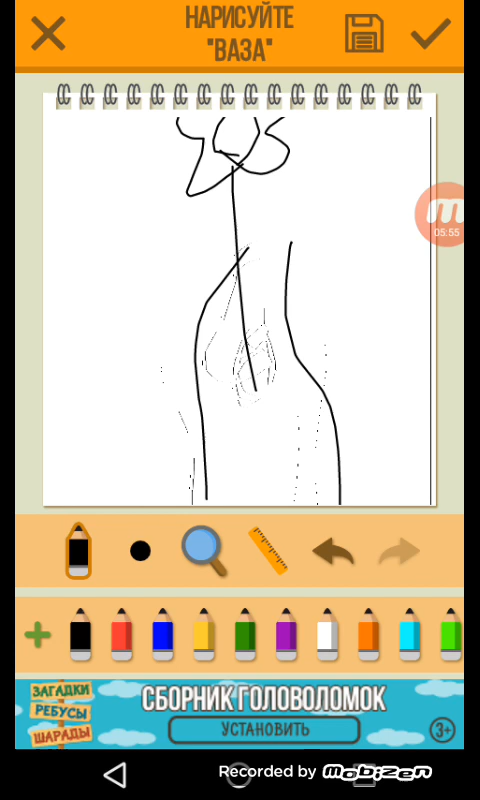 НАРИСУЙТЕ
"ВАЗА"
05:55
ЗАГАДКИ
РЕБУСЫ
ШАРАДЫ
СБОРНИК ГОЛОВОЛОМОК
УСТАНОВИТЬ
3+
Recorded by mobizen